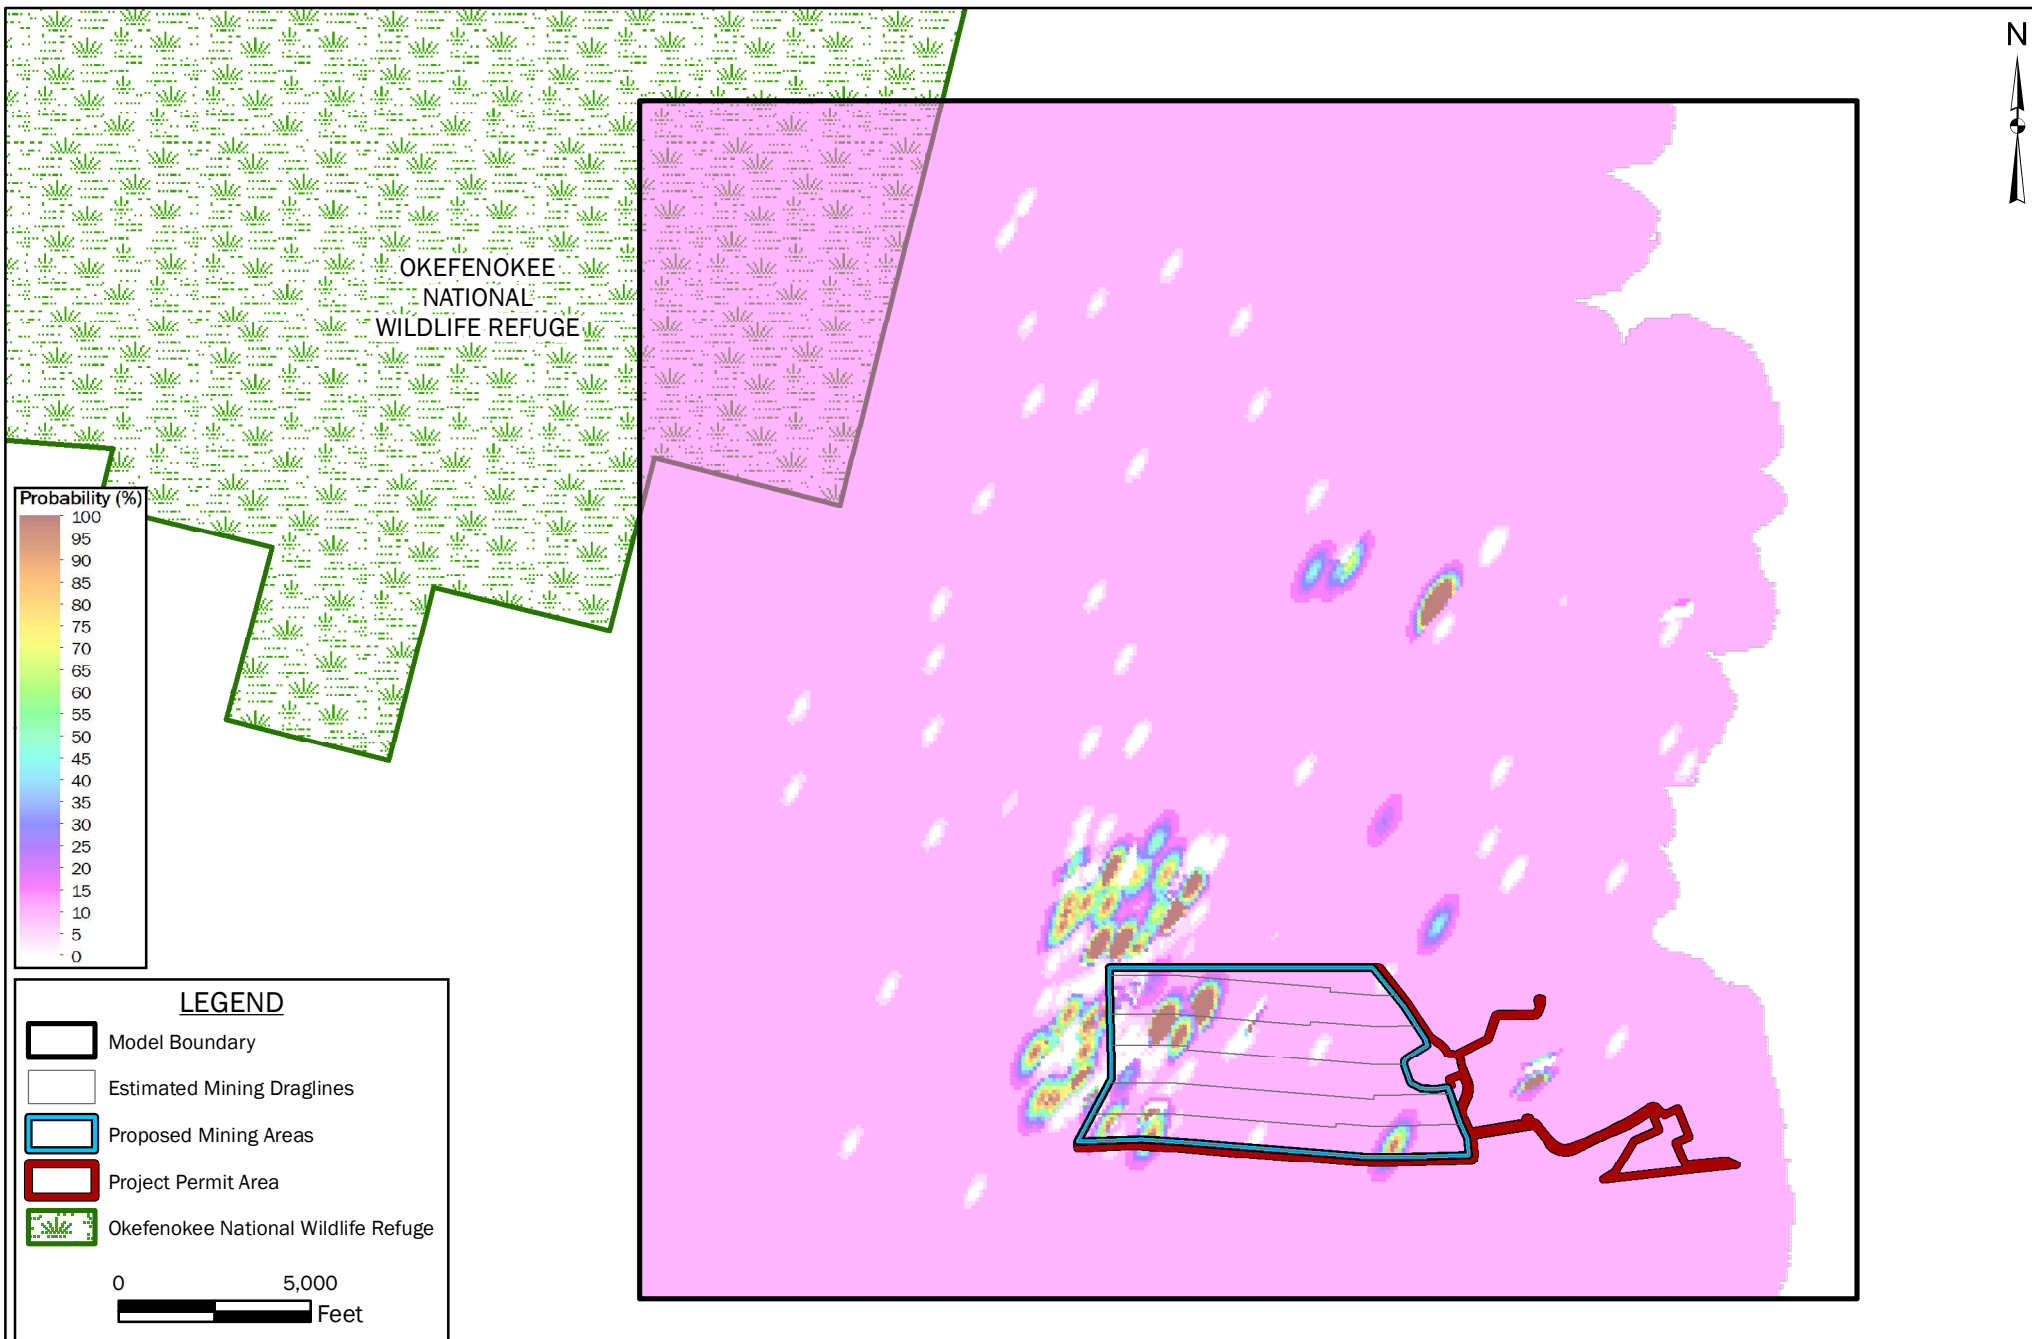 N
OKEFENOKEE
NATIONAL
WILDLIFE REFUGE
Probability (%)
100
95
90
85
80
75
70
65
60
55
50
45
40
35
30
25
20
15
10
5
0
LEGEND
Model Boundary
Estimated Mining Draglines
Proposed Mining Areas
Project Permit Area
Okefenokee National Wildlife Refuge
0 5,000
Feet